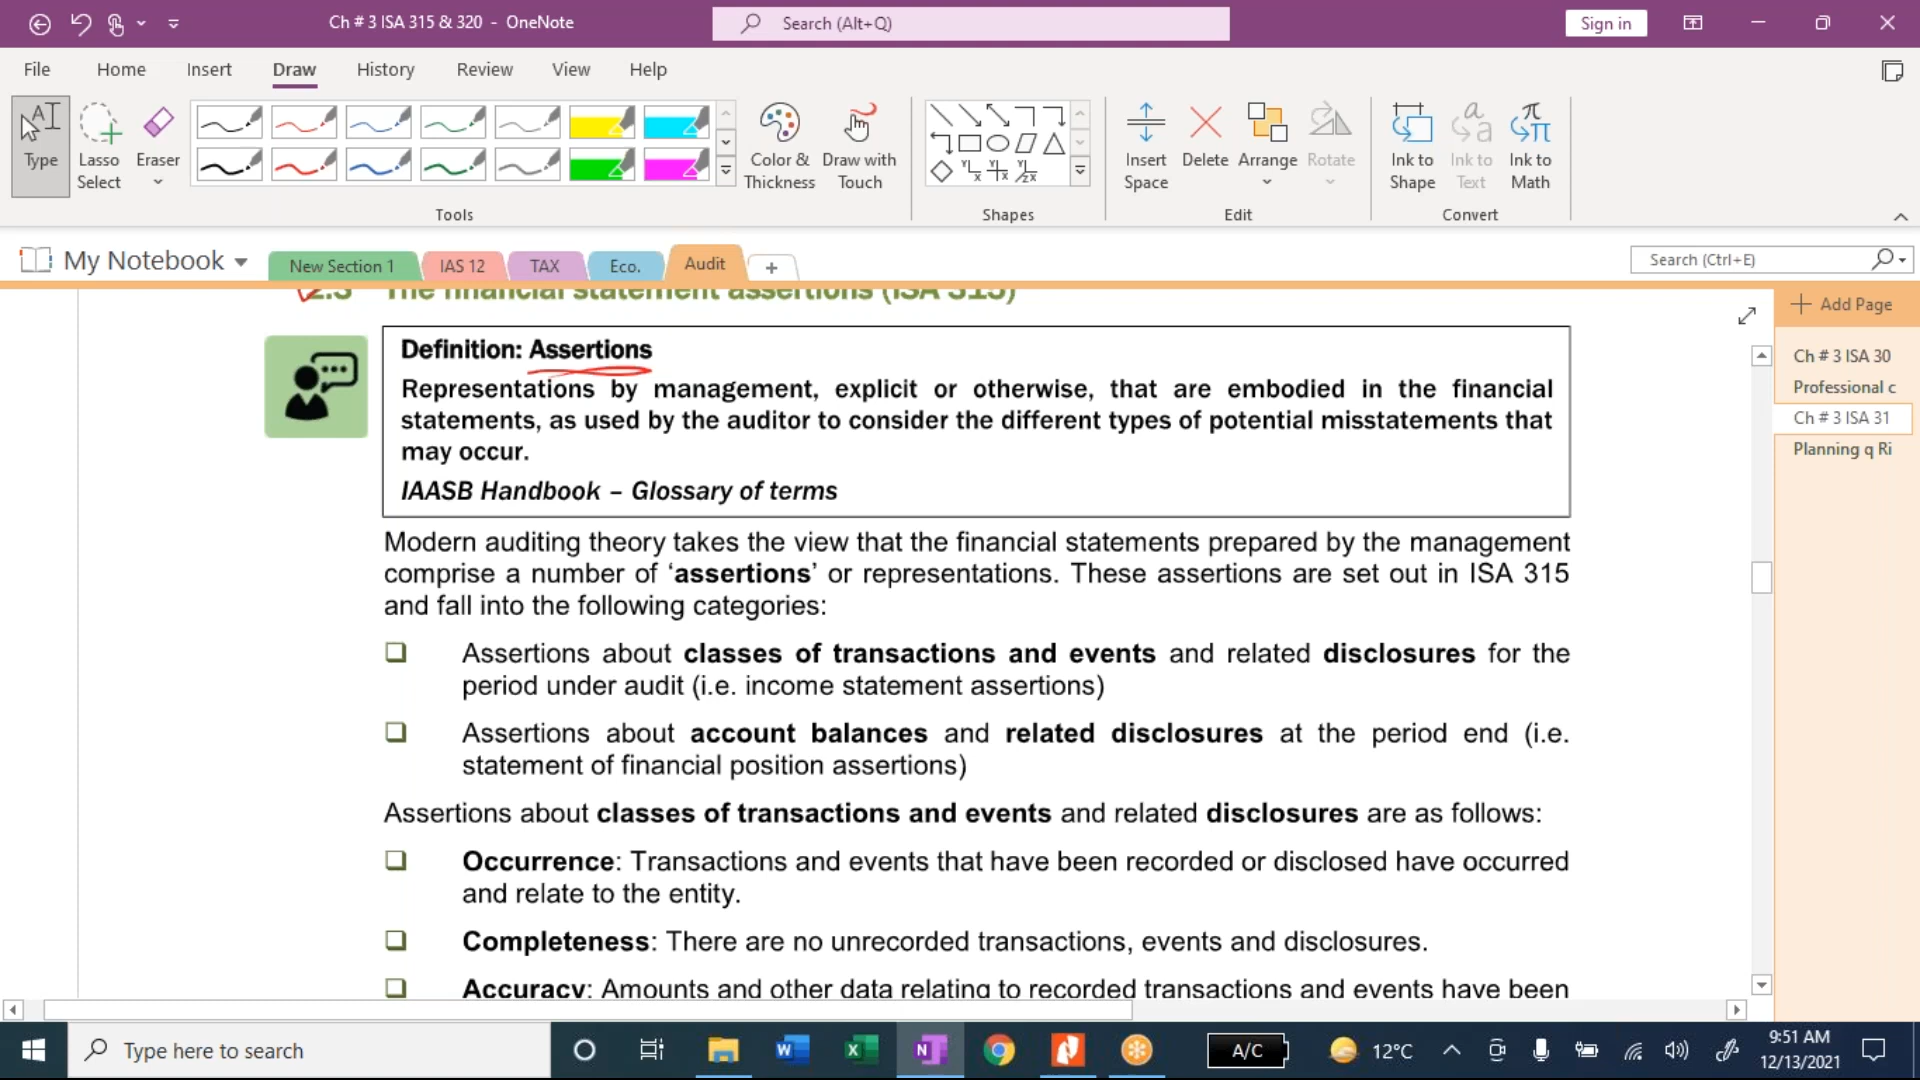 Ch # 3 ISA 315 & 320 - OneNote
Search (Alt+Q)
Sign in
File Home Insert Draw History Review View Help
Type
Lasso Select
Eraser
Color & Thickness
Draw with Touch
Insert Space
Delete
Arrange
Rotate
Ink to Shape
Ink to Text
Ink to Math
Tools
Shapes
Edit
Convert
My Notebook
New Section 1
IAS 12
TAX
Eco.
Audit
Search (Ctrl+E)
Add Page
Ch # 3 ISA 30
Professional c
Ch # 3 ISA 31
Planning q Ri
2.3 The financial statement assertions (ISA 315)
Definition: Assertions
Representations by management, explicit or otherwise, that are embodied in the financial
statements, as used by the auditor to consider the different types of potential misstatements that
may occur.
IAASB Handbook – Glossary of terms
Modern auditing theory takes the view that the financial statements prepared by the management
comprise a number of ‘assertions’ or representations. These assertions are set out in ISA 315
and fall into the following categories:
❑ Assertions about classes of transactions and events and related disclosures for the
period under audit (i.e. income statement assertions)
❑ Assertions about account balances and related disclosures at the period end (i.e.
statement of financial position assertions)
Assertions about classes of transactions and events and related disclosures are as follows:
❑ Occurrence: Transactions and events that have been recorded or disclosed have occurred
and relate to the entity.
❑ Completeness: There are no unrecorded transactions, events and disclosures.
❑ Accuracy: Amounts and other data relating to recorded transactions and events have been
Type here to search
A/C
12°C
9:51 AM
12/13/2021